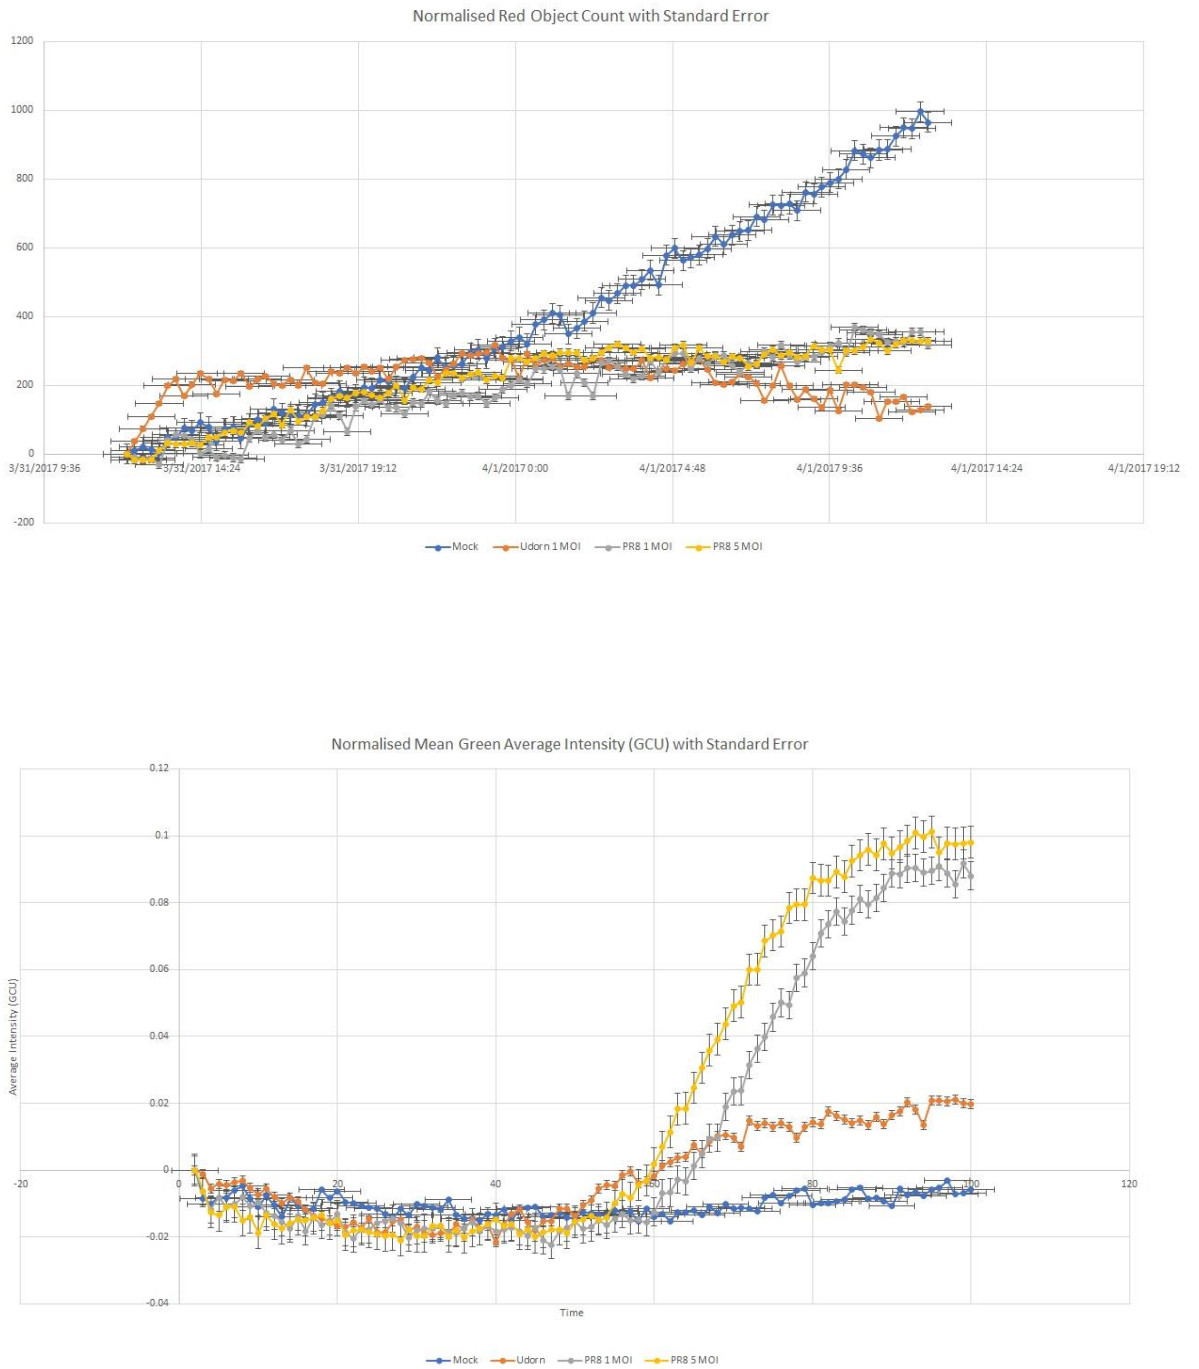 Normalised Red Object Count with Standard Error
1200
1000
800
600
400
200
0
3/31/2017 9:36 3/31/2017 14:24 3/31/2017 19:12 4/1/2017 0:00 4/1/2017 4:48 4/1/2017 9:36 4/1/2017 14:24 4/1/2017 19:12
-200
Mock Udorn 1 MOI PR8 1 MOI PR8 5 MOI
Normalised Mean Green Average Intensity (GCU) with Standard Error
0.12
0.1
0.08
0.06
0.04
0.02
0
-20 0 20 40 60 80 100 120
-0.02
-0.04
Average Intensity (GCU)
Time
Mock Udorn PR8 1 MOI PR8 5 MOI